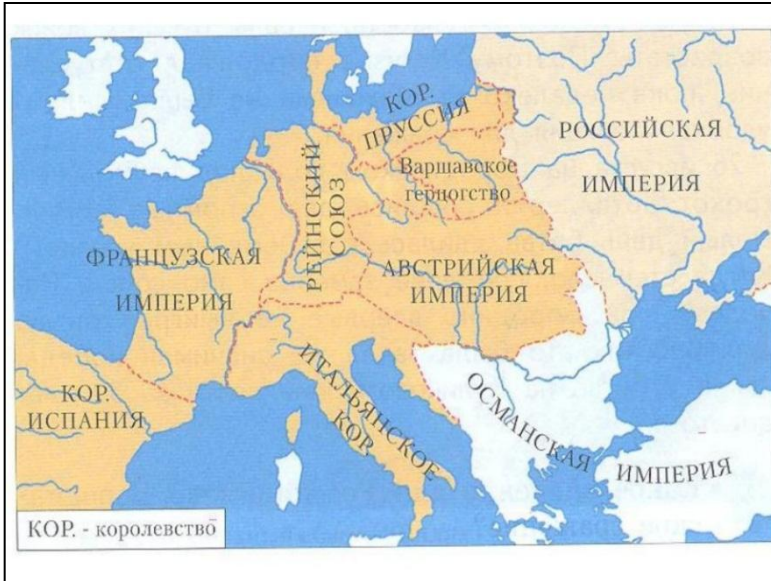 КОР.
ПРУССИЯ
РОССИЙСКАЯ
ИМПЕРИЯ
Варшавское
герцогство
РЕЙНСКИЙ
СОЮЗ
ФРАНЦУЗСКАЯ
ИМПЕРИЯ
АВСТРИЙСКАЯ
ИМПЕРИЯ
КОР.
ИСПАНИЯ
ИТАЛЬЯНСКОЕ
КОР.
ОСМАНСКАЯ
ИМПЕРИЯ
КОР. - королевство